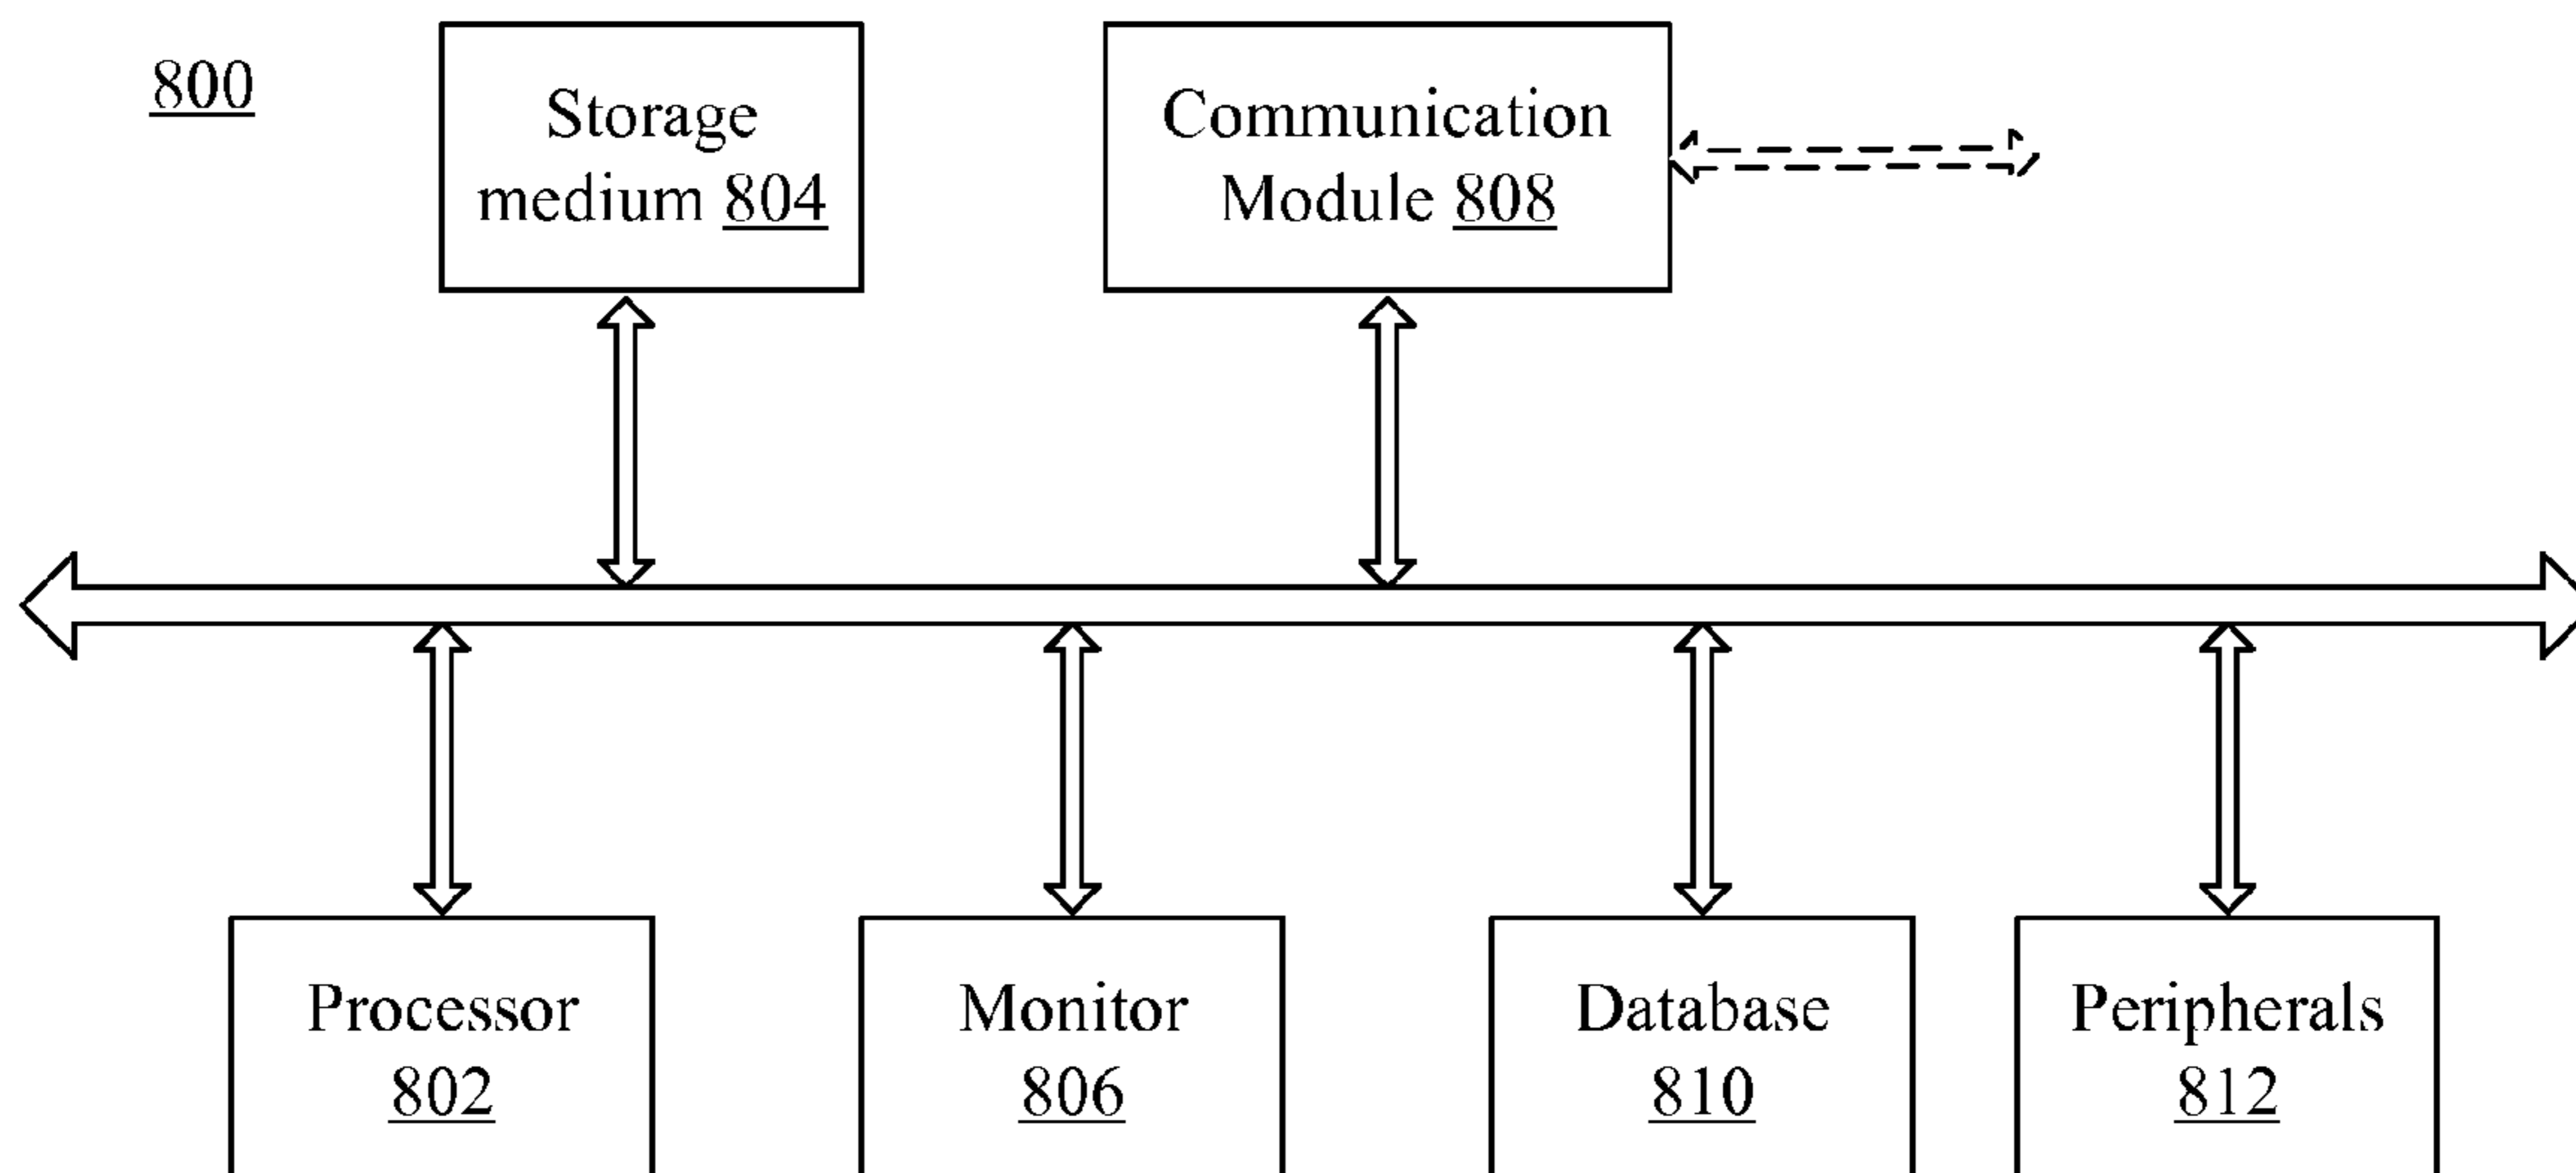 800
Storage
medium 804
Communication
Module 808
Processor
802
Monitor
806
Database
810
Peripherals
812